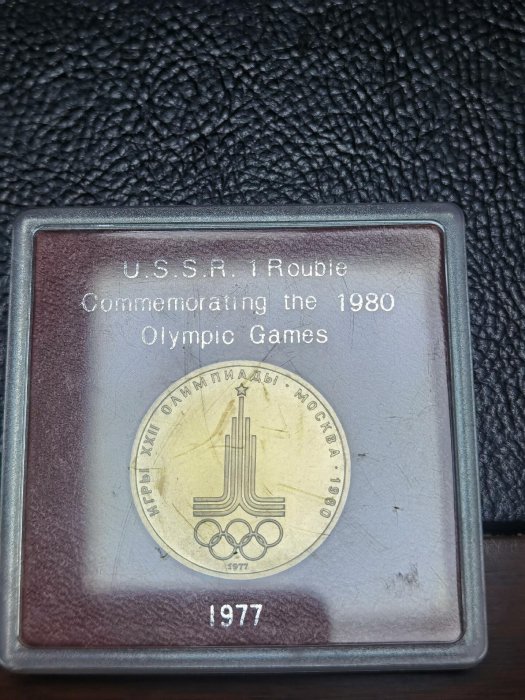 U.S.S.R. 1 Rouble
Commemorating the 1980
Olympic Games
ИГРЫ XXII ОЛИМПИАДЫ · МОСКВА · 1980
1977
1977